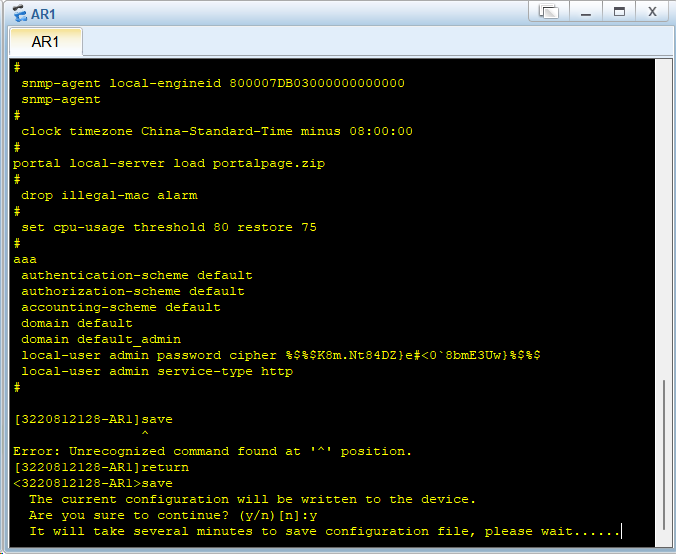 AR1
AR1
#
 snmp-agent local-engineid 800007DB03000000000000
 snmp-agent
#
 clock timezone China-Standard-Time minus 08:00:00
#
portal local-server load portalpage.zip
#
 drop illegal-mac alarm
#
 set cpu-usage threshold 80 restore 75
#
aaa
 authentication-scheme default
 authorization-scheme default
 accounting-scheme default
 domain default
 domain default_admin
 local-user admin password cipher %$%$K8m.Nt84DZ}e#<0`8bmE3Uw}%$%$
 local-user admin service-type http
#
[3220812128-AR1]save
                ^
Error: Unrecognized command found at '^' position.
[3220812128-AR1]return
<3220812128-AR1>save
  The current configuration will be written to the device.
  Are you sure to continue? (y/n)[n]:y
  It will take several minutes to save configuration file, please wait......